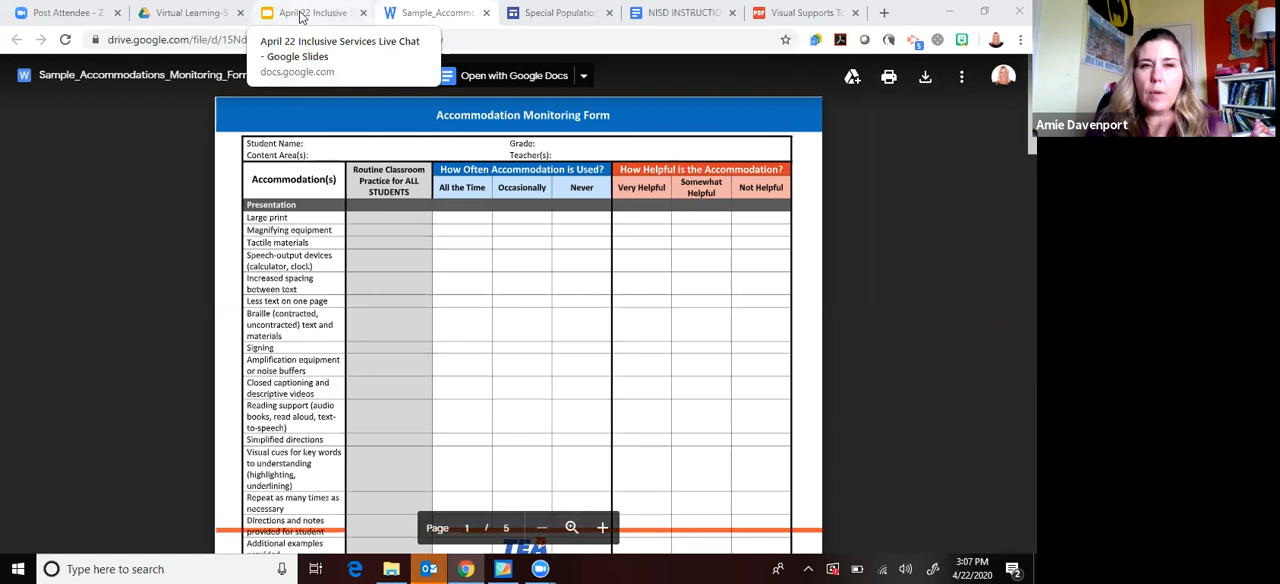 Post Attendee - Z
Virtual Learning-S
April 22 Inclusive S
Sample_Accommo
Special Population
NISD INSTRUCTIO
Visual Supports To
drive.google.com/file/d/15Nd
April 22 Inclusive Services Live Chat
- Google Slides
docs.google.com
Sample_Accommodations_Monitoring_For
Open with Google Docs
Amie Davenport
Accommodation Monitoring Form
Student Name:
Grade:
Content Area(s):
Teacher(s):
Accommodation(s)
Routine Classroom
Practice for ALL
STUDENTS
How Often Accommodation is Used?
How Helpful is the Accommodation?
All the Time
Occasionally
Never
Very Helpful
Somewhat
Helpful
Not Helpful
Presentation
Large print
Magnifying equipment
Tactile materials
Speech-output devices
(calculator, clocl.)
Increased spacing
between text
Less text on one page
Braille (contracted,
uncontracted) text and
materials
Signing
Amplification equipment
or noise buffers
Closed captioning and
descriptive videos
Reading support (audio
books, read aloud, text-
to-speech)
Simplified directions
Visual cues for key words
to understanding
(highlighting,
underlining)
Repeat as many times as
necessary
Directions and notes
provided for student
Additional examples
Page 1 / 5
TEA
Type here to search
3:07 PM
4/22/2020